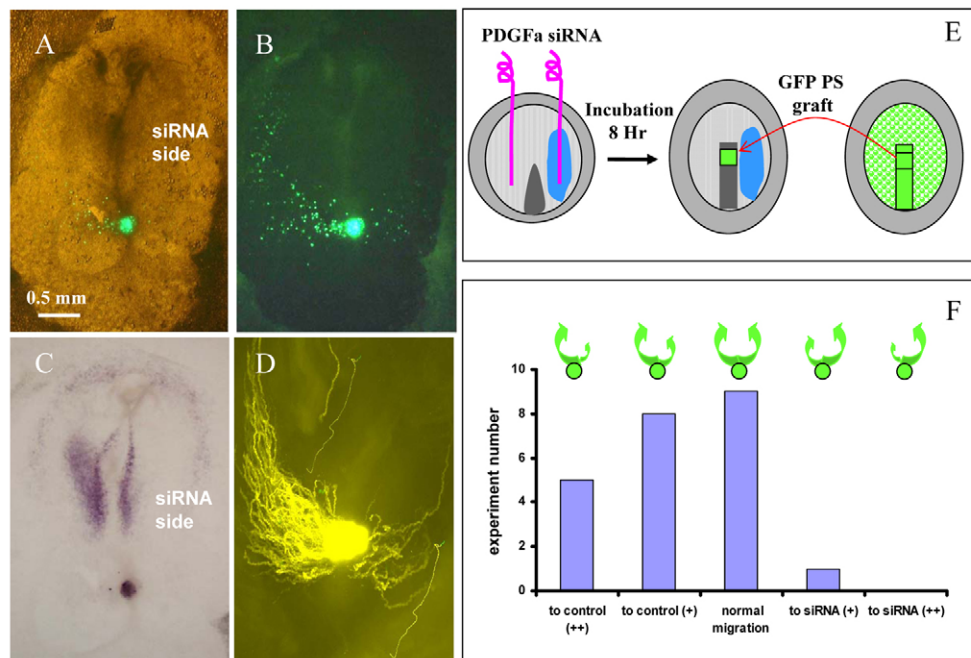 A
siRNA
side
0.5 mm
B
C
siRNA
side
D
E
PDGFa siRNA
Incubation
8 Hr
GFP PS
graft
F
experiment number
10
8
6
4
2
0
to control
(++)
to control (+)
normal
migration
to siRNA (+)
to siRNA (++)